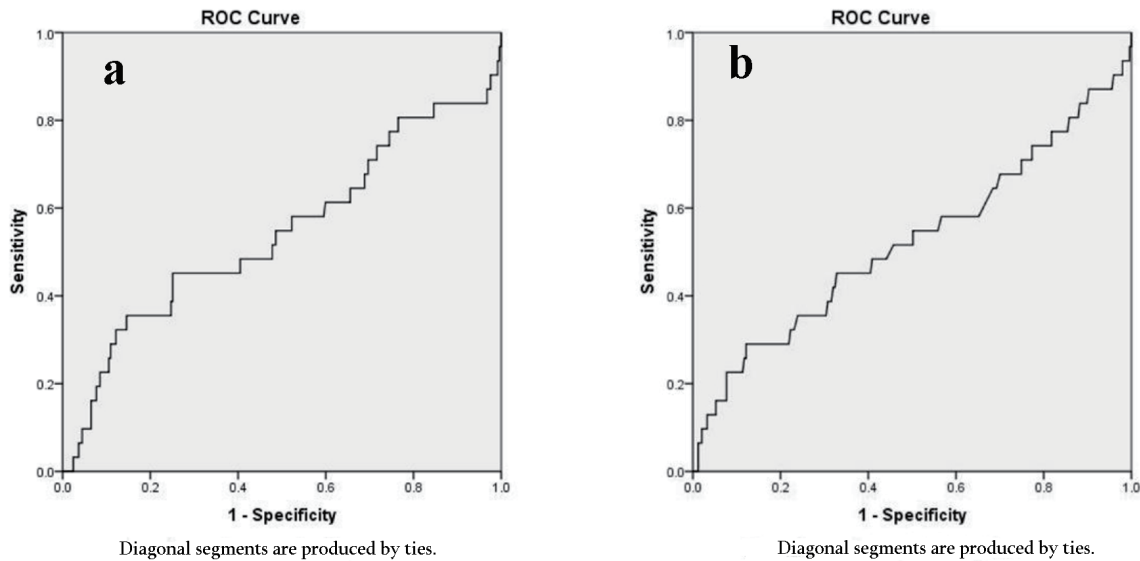 ROC Curve
a
1.0
0.8
0.6
0.4
0.2
0.0
Sensitivity
0.0 0.2 0.4 0.6 0.8 1.0
1 - Specificity
Diagonal segments are produced by ties.
ROC Curve
b
1.0
0.8
0.6
0.4
0.2
0.0
Sensitivity
0.0 0.2 0.4 0.6 0.8 1.0
1 - Specificity
Diagonal segments are produced by ties.